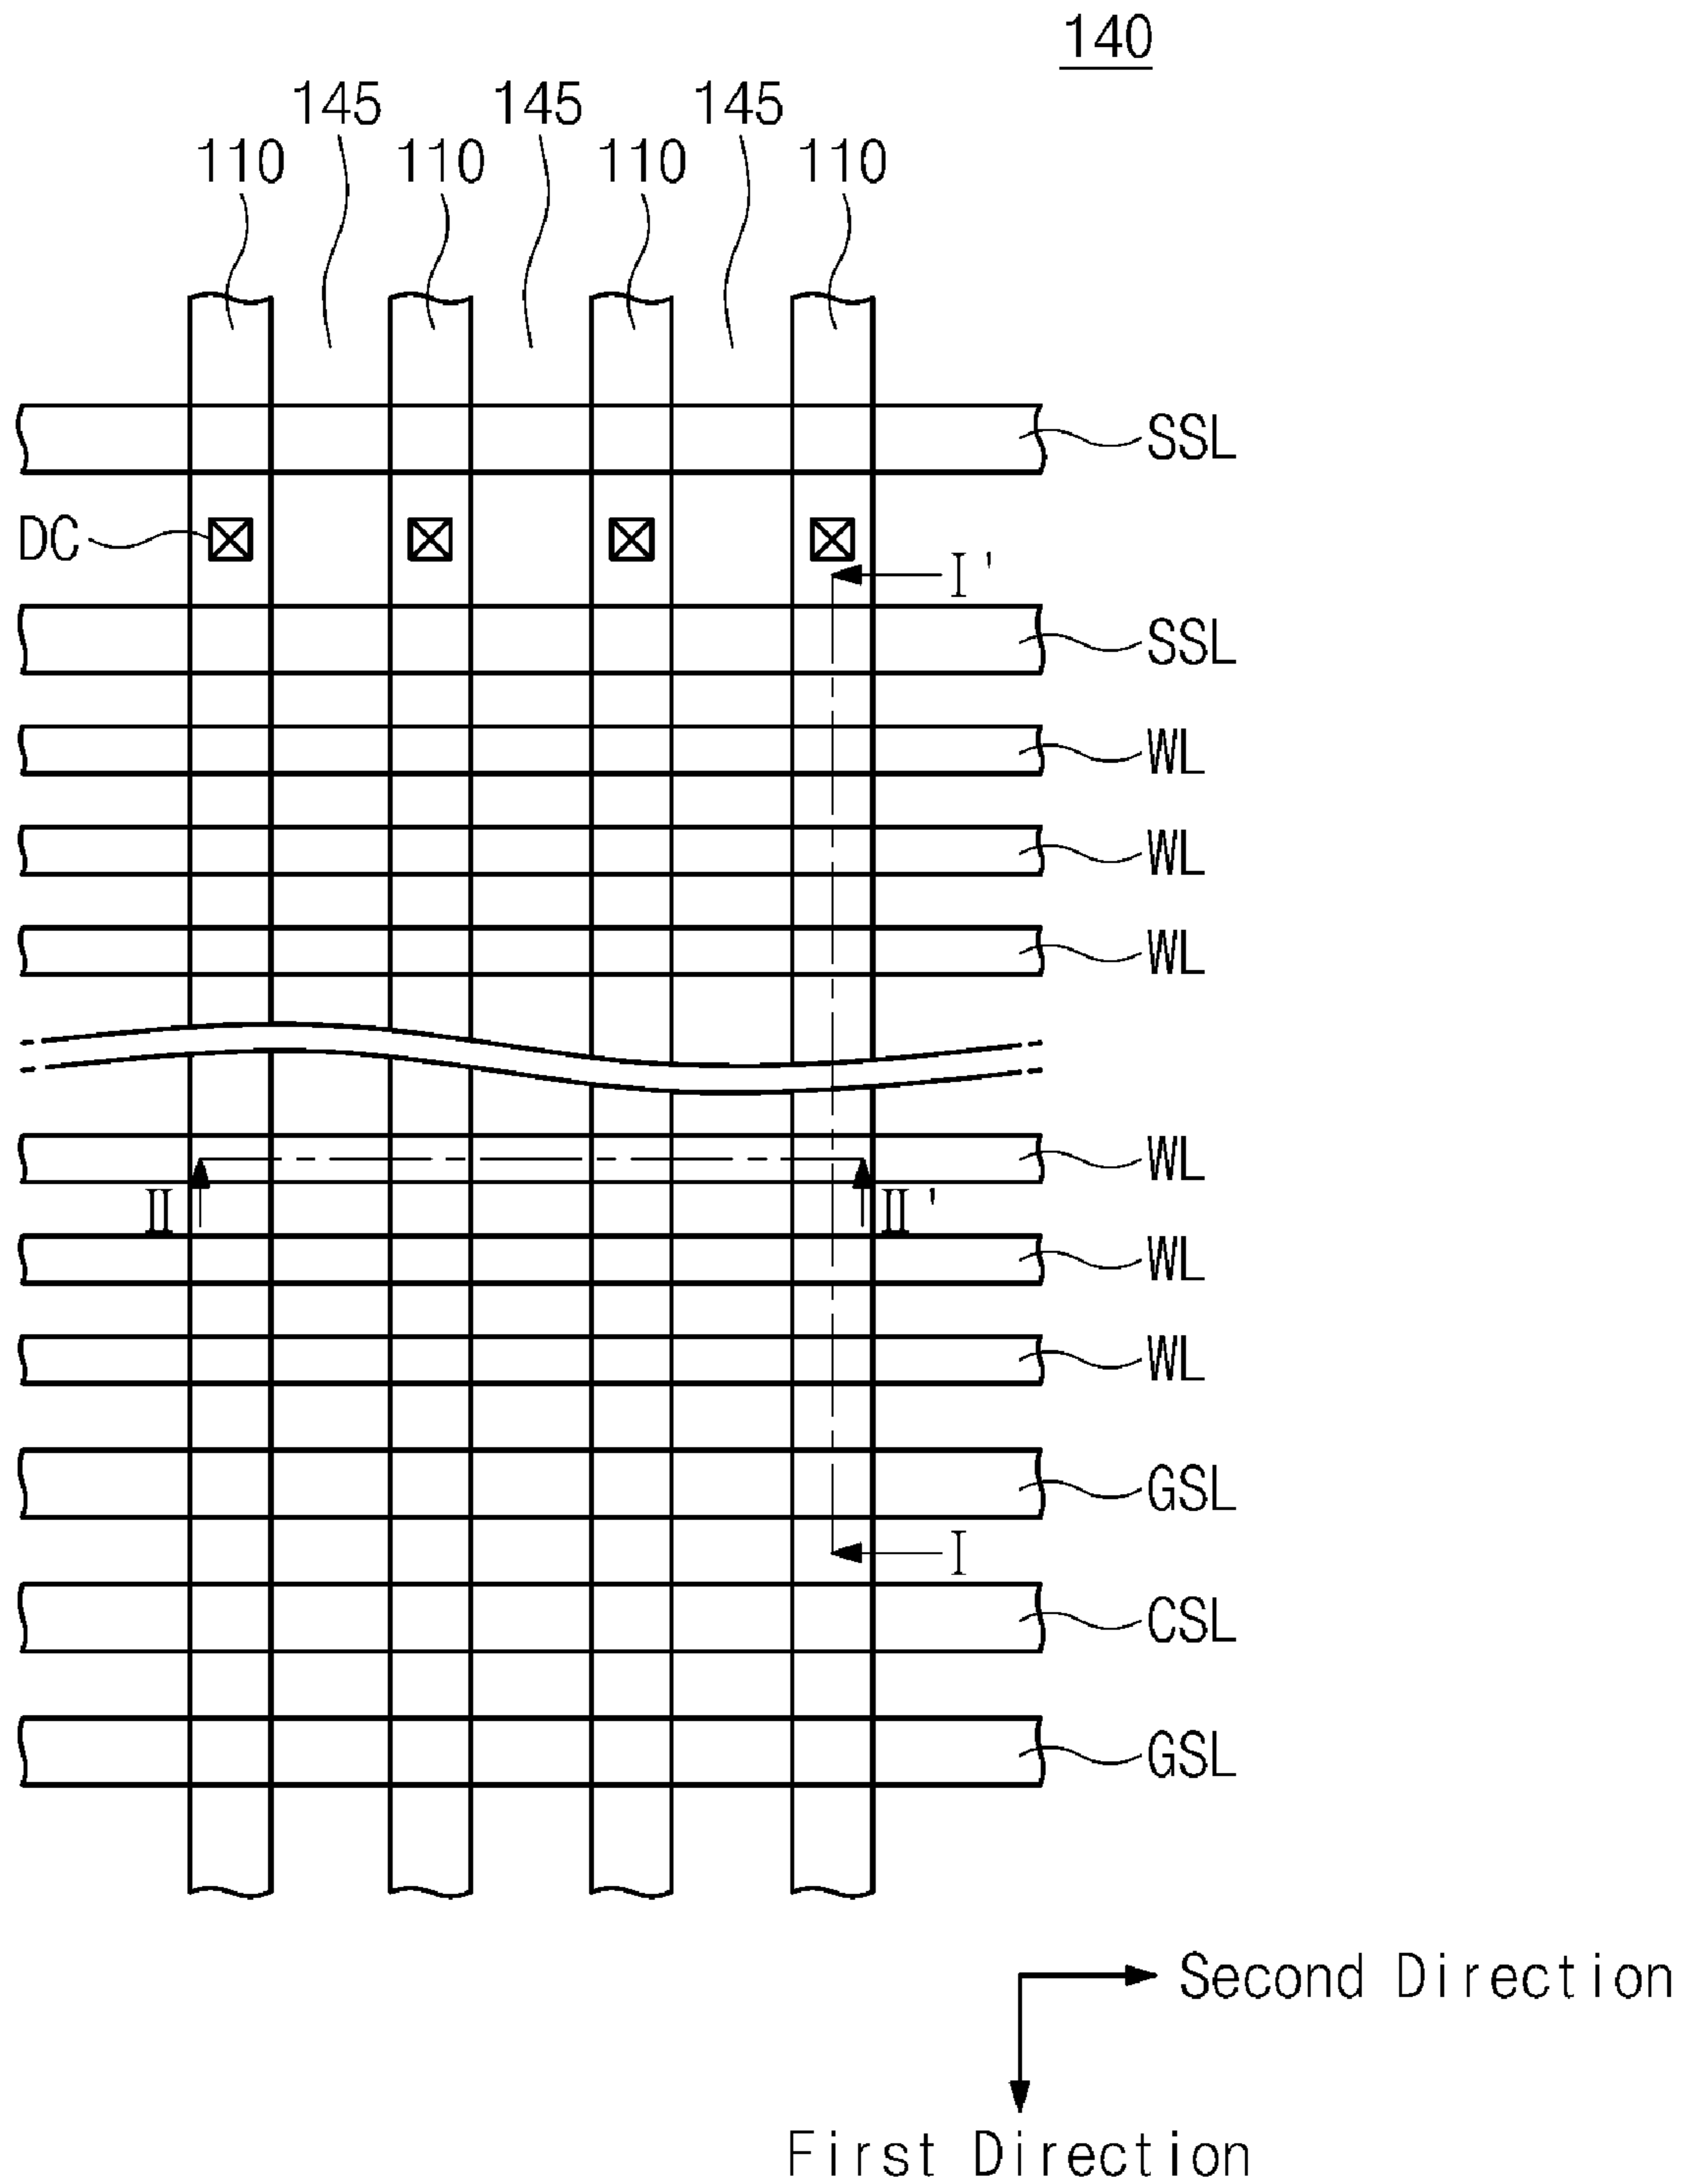 140
145 145 145
110 110 110 110
SSL
DC
I'
SSL
WL
WL
WL
WL
II II'
WL
WL
GSL
I
CSL
GSL
Second Direction
First Direction